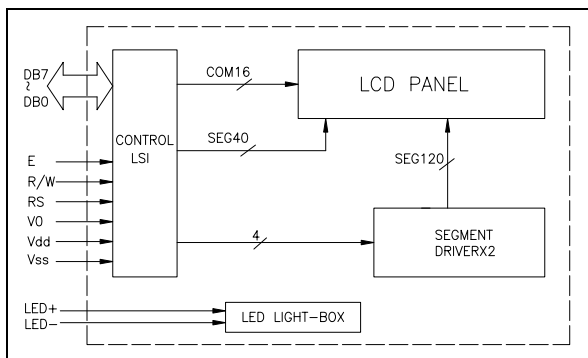 DB7
~
DB0
E
R/W
RS
V0
Vdd
Vss
LED+
LED-
CONTROL
LSI
COM16
SEG40
4
LCD PANEL
SEG120
SEGMENT
DRIVERX2
LED LIGHT-BOX